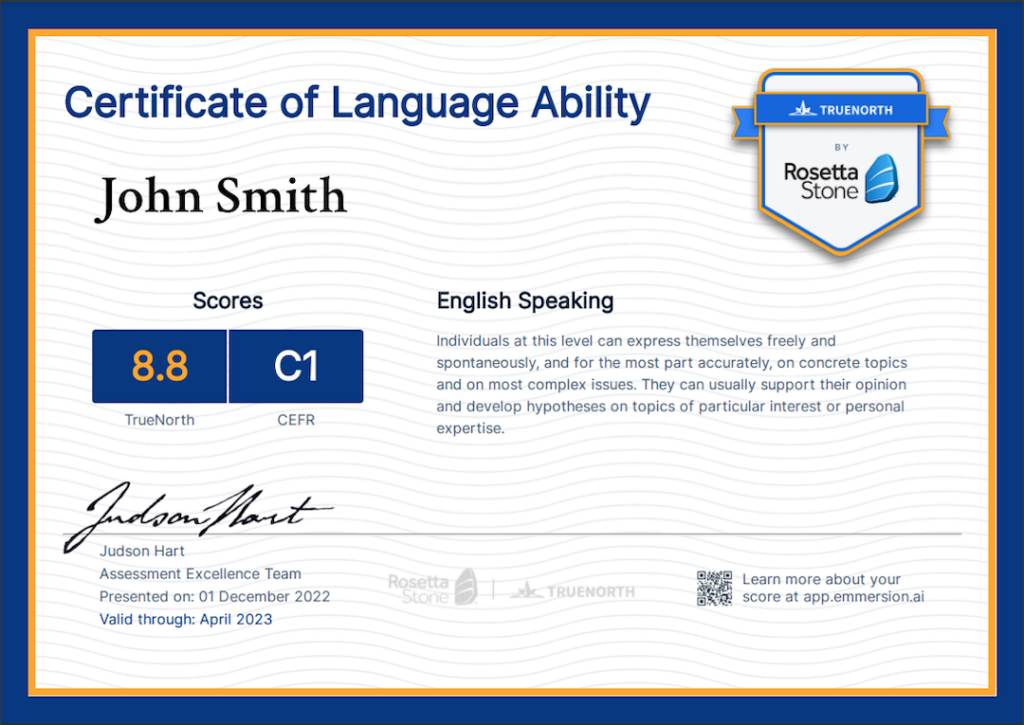 Certificate of Language Ability
TRUENORTH
BY
Rosetta
Stone
John Smith
Scores
8.8
C1
TrueNorth
CEFR
English Speaking
Individuals at this level can express themselves freely and
spontaneously, and for the most part accurately, on concrete topics
and on most complex issues. They can usually support their opinion
and develop hypotheses on topics of particular interest or personal
expertise.
Judson Hart
Judson Hart
Assessment Excellence Team
Presented on: 01 December 2022
Valid through: April 2023
Rosetta
Stone
TRUENORTH
Learn more about your
score at app.emmersion.ai